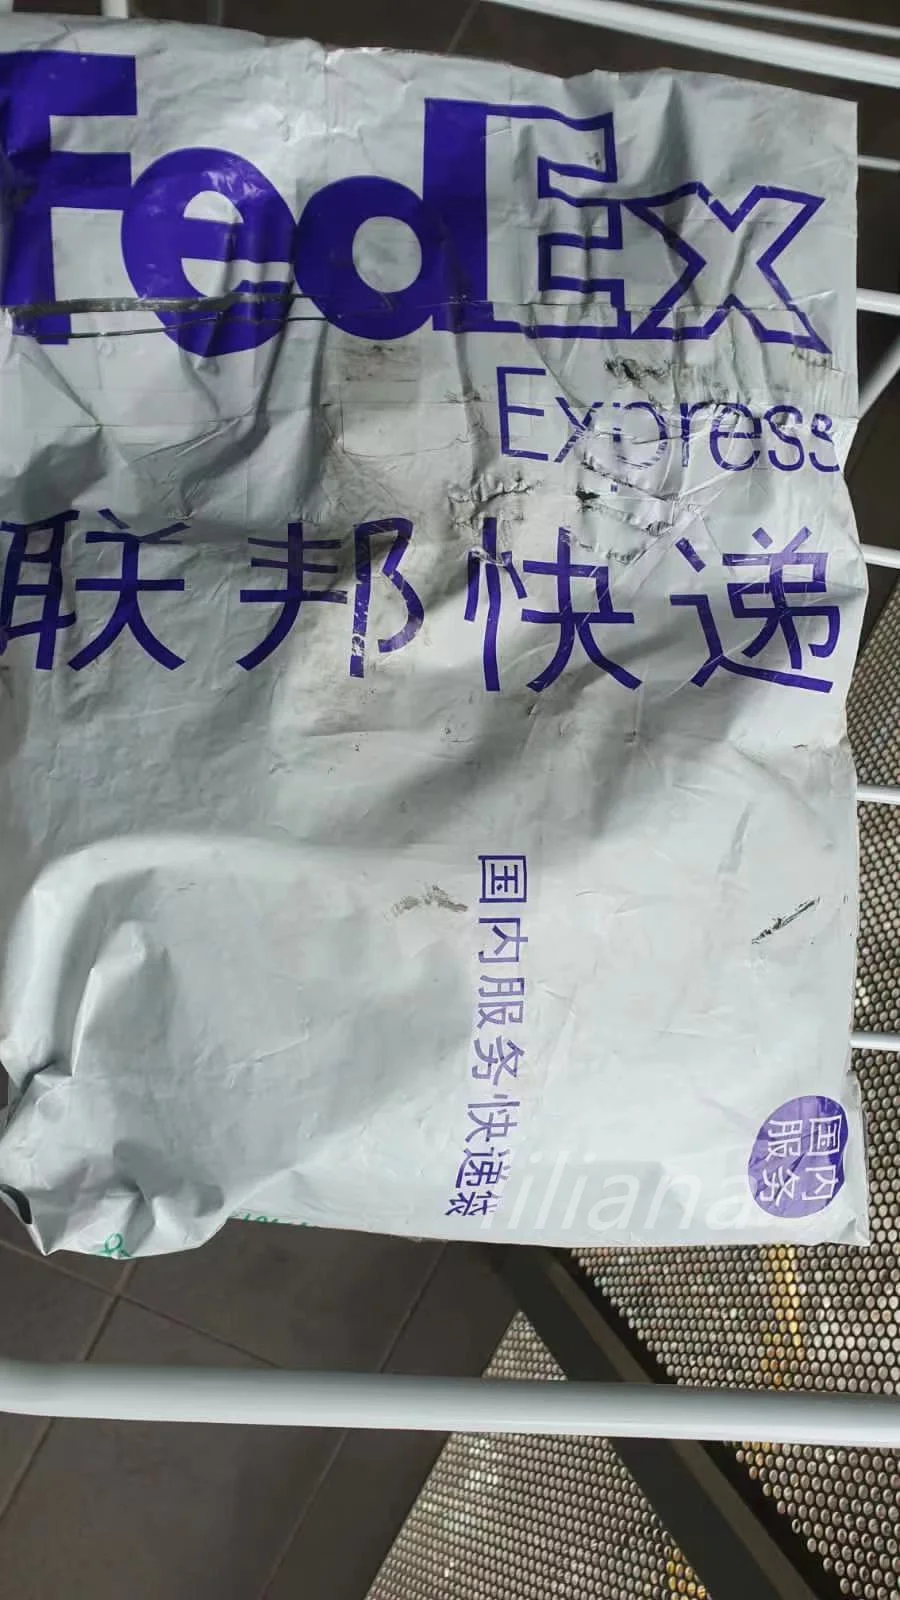 FedEx
Express
联邦快递
国内服务快递袋
国内
服务